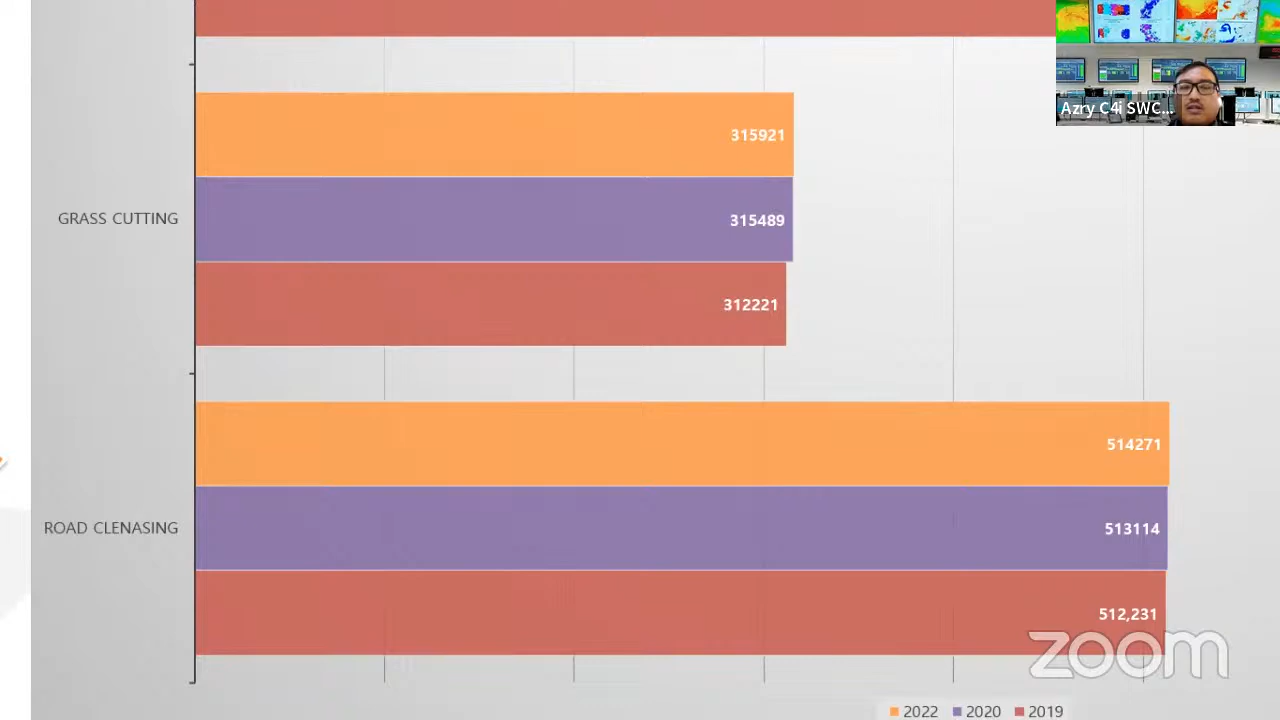 Azry C4i SWC...
315921
GRASS CUTTING
315489
312221
514271
ROAD CLENASING
513114
512,231
zoom
2022 2020 2019